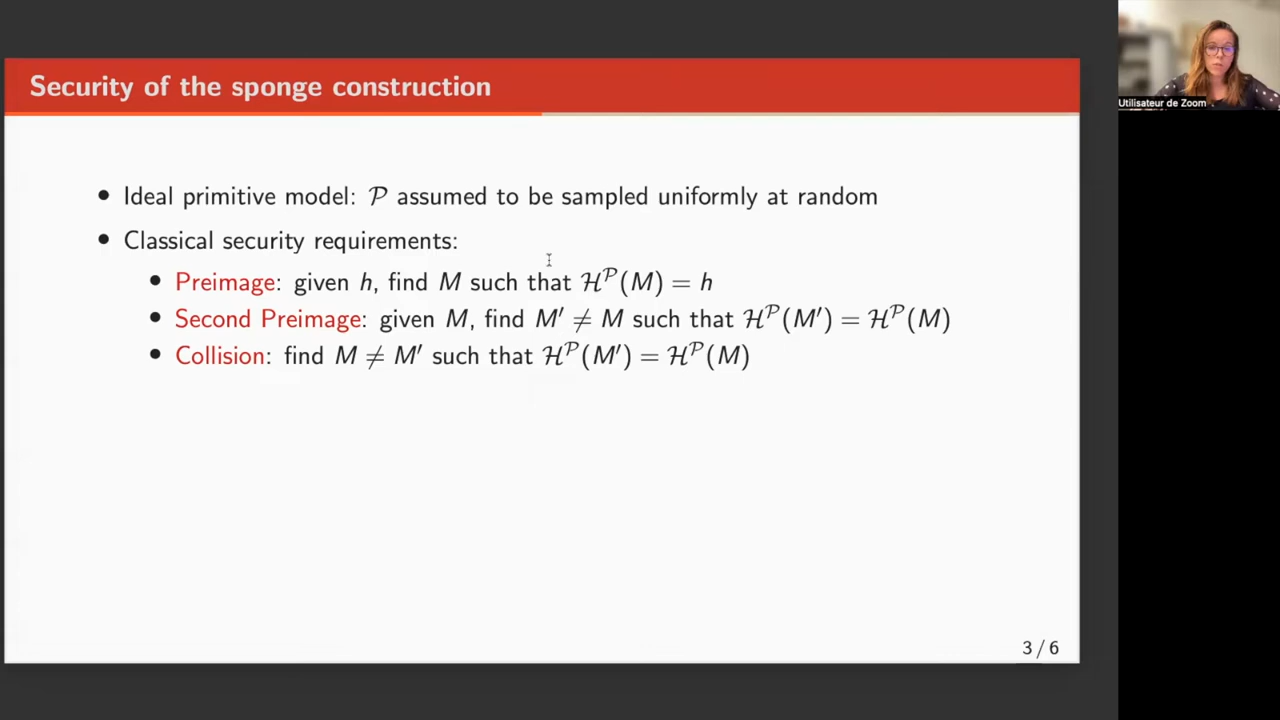 Security of the sponge construction
• Ideal primitive model: 𝒫 assumed to be sampled uniformly at random
• Classical security requirements:
• Preimage: given h, find M such that ℋ^𝒫(M) = h
• Second Preimage: given M, find M′ ≠ M such that ℋ^𝒫(M′) = ℋ^𝒫(M)
• Collision: find M ≠ M′ such that ℋ^𝒫(M′) = ℋ^𝒫(M)
3 / 6
Utilisateur de Zoom